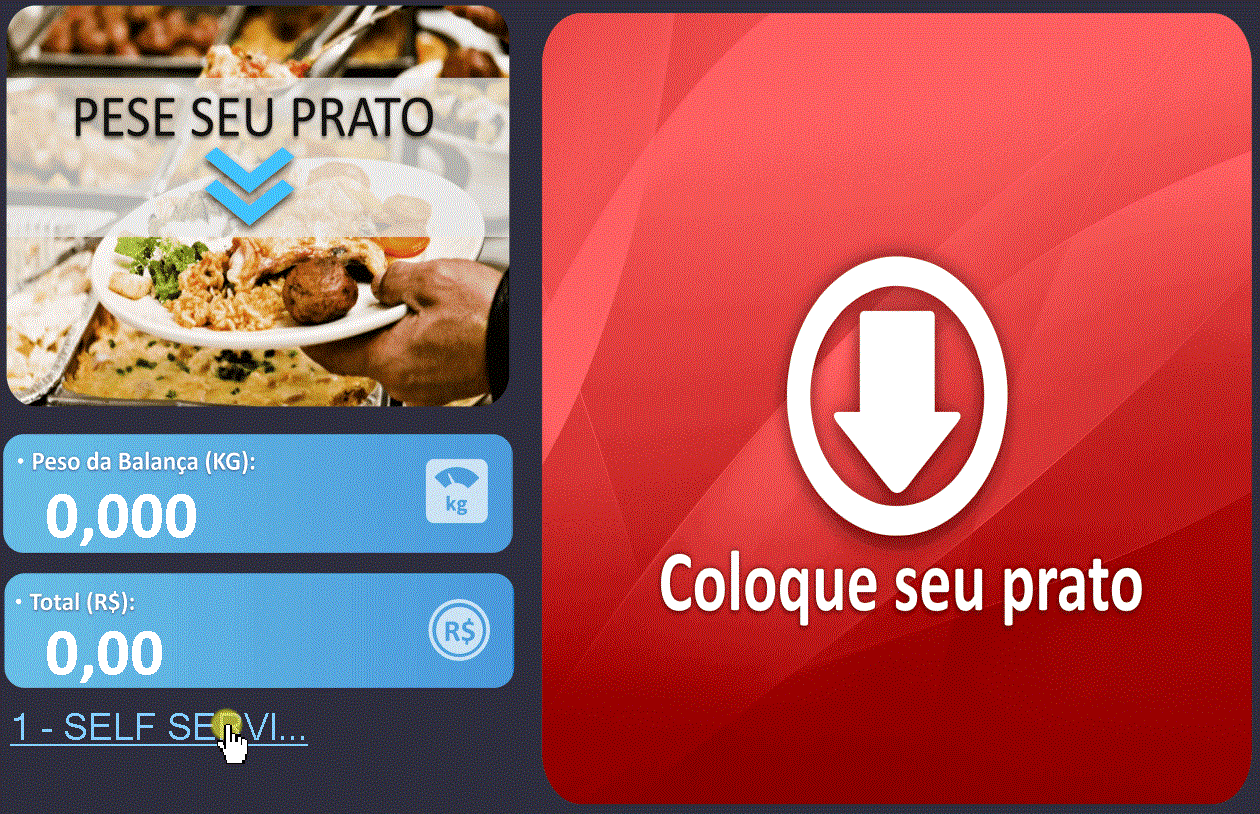 PESE SEU PRATO
• Peso da Balança (KG):
0,000
kg
• Total (R$):
0,00
R$
1 - SELF SERVI...
Coloque seu prato